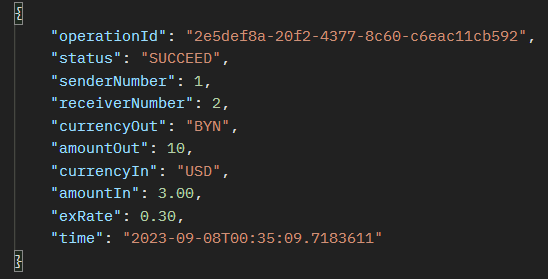 {
"operationId": "2e5def8a-20f2-4377-8c60-c6eac11cb592",
"status": "SUCCEED",
"senderNumber": 1,
"receiverNumber": 2,
"currencyOut": "BYN",
"amountOut": 10,
"currencyIn": "USD",
"amountIn": 3.00,
"exRate": 0.30,
"time": "2023-09-08T00:35:09.7183611"
}